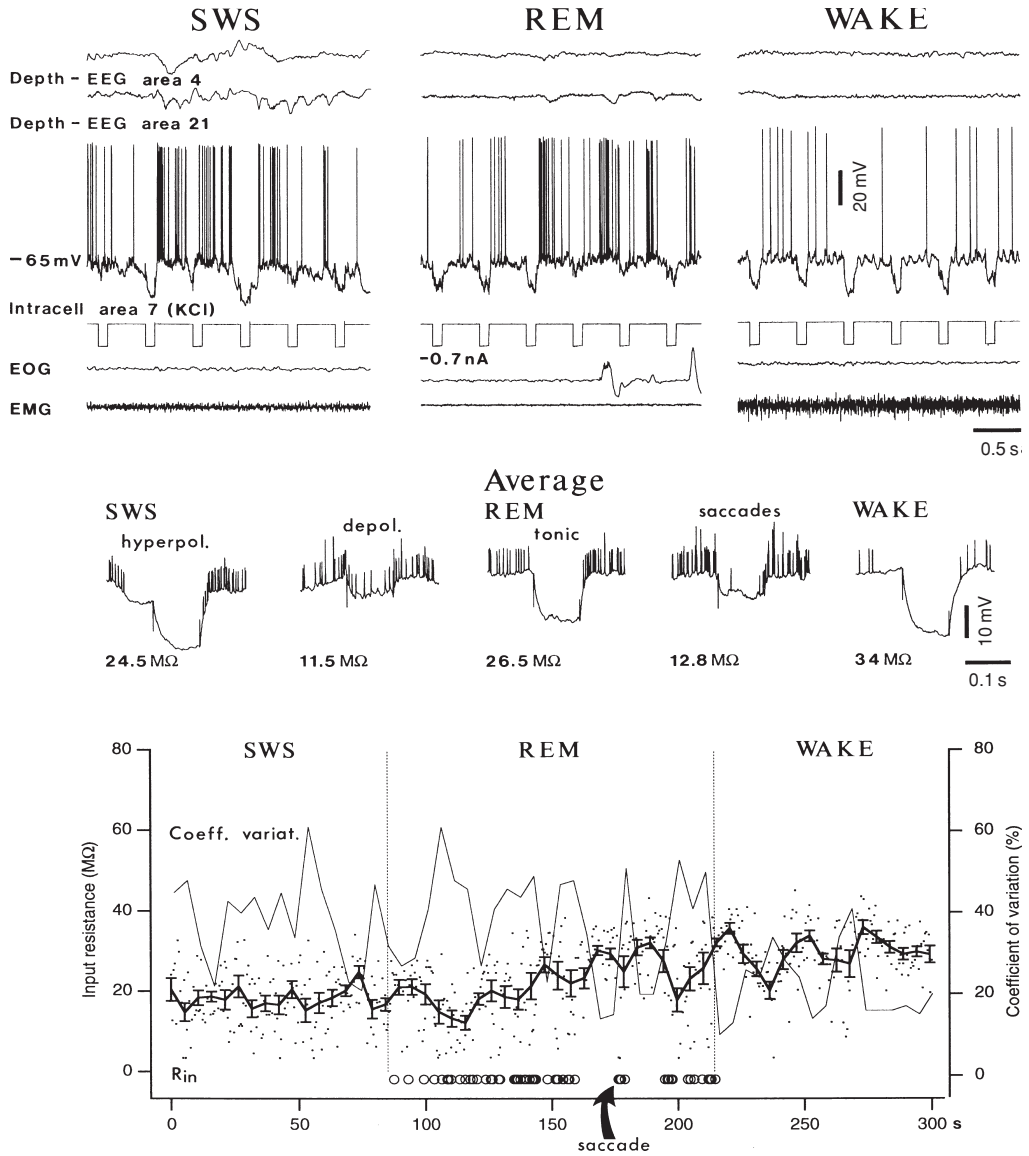 SWS REM WAKE
Depth - EEG area 4
Depth - EEG area 21
20 mV
-65mV
Intracell area 7 (KCl)
-0.7nA
EOG
EMG
0.5 s
Average
SWS REM WAKE
hyperpol. depol. tonic saccades
10 mV
24.5 MΩ 11.5 MΩ 26.5 MΩ 12.8 MΩ 34 MΩ
0.1 s
SWS REM WAKE
80 80
60 60
Coeff. variat.
40 40
20 20
0 0
Input resistance (MΩ)
Coefficient of variation (%)
Rin
0 50 100 150 200 250 300 s
saccade